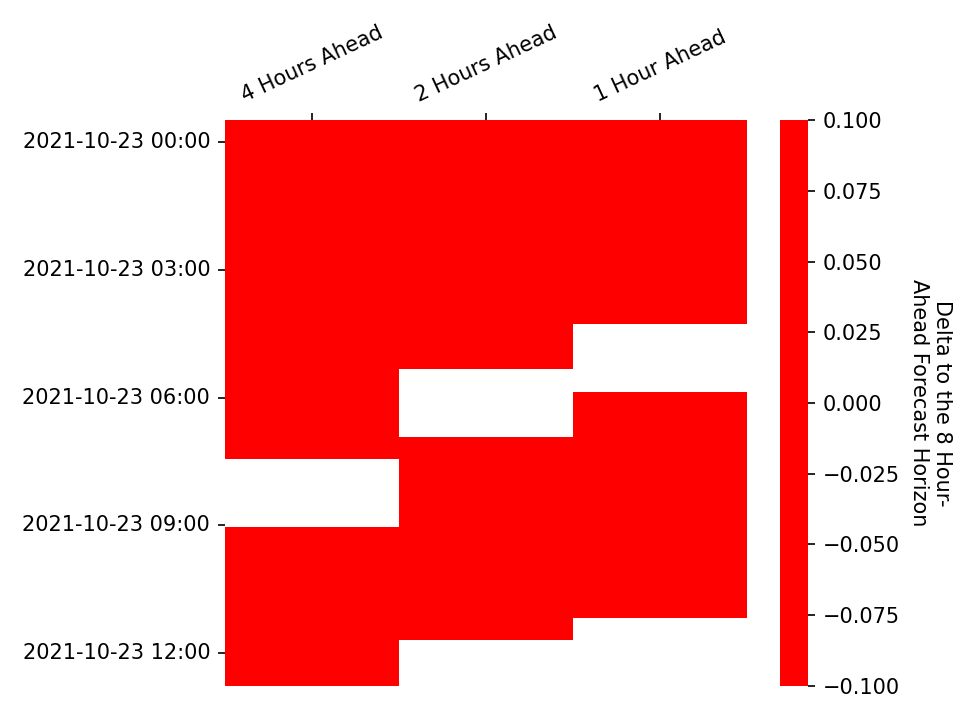 4 Hours Ahead
2 Hours Ahead
1 Hour Ahead
2021-10-23 00:00
2021-10-23 03:00
2021-10-23 06:00
2021-10-23 09:00
2021-10-23 12:00
0.100
0.075
0.050
0.025
0.000
−0.025
−0.050
−0.075
−0.100
Delta to the 8 Hour-
Ahead Forecast Horizon